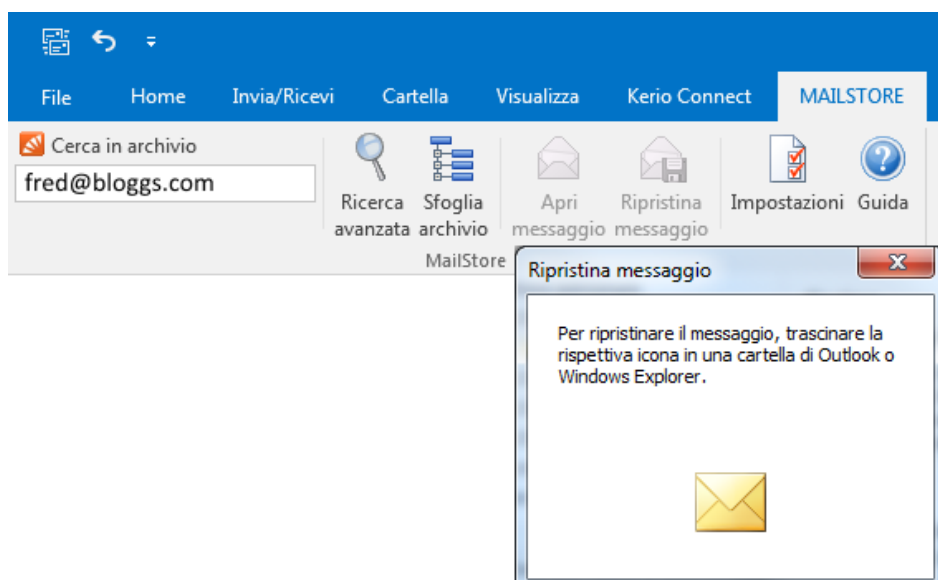 File Home Invia/Ricevi Cartella Visualizza Kerio Connect MAILSTORE
Cerca in archivio
fred@bloggs.com
Ricerca avanzata
Sfoglia archivio
Apri messaggio
Ripristina messaggio
Impostazioni
Guida
MailStore
Ripristina messaggio
Per ripristinare il messaggio, trascinare la
rispettiva icona in una cartella di Outlook o
Windows Explorer.